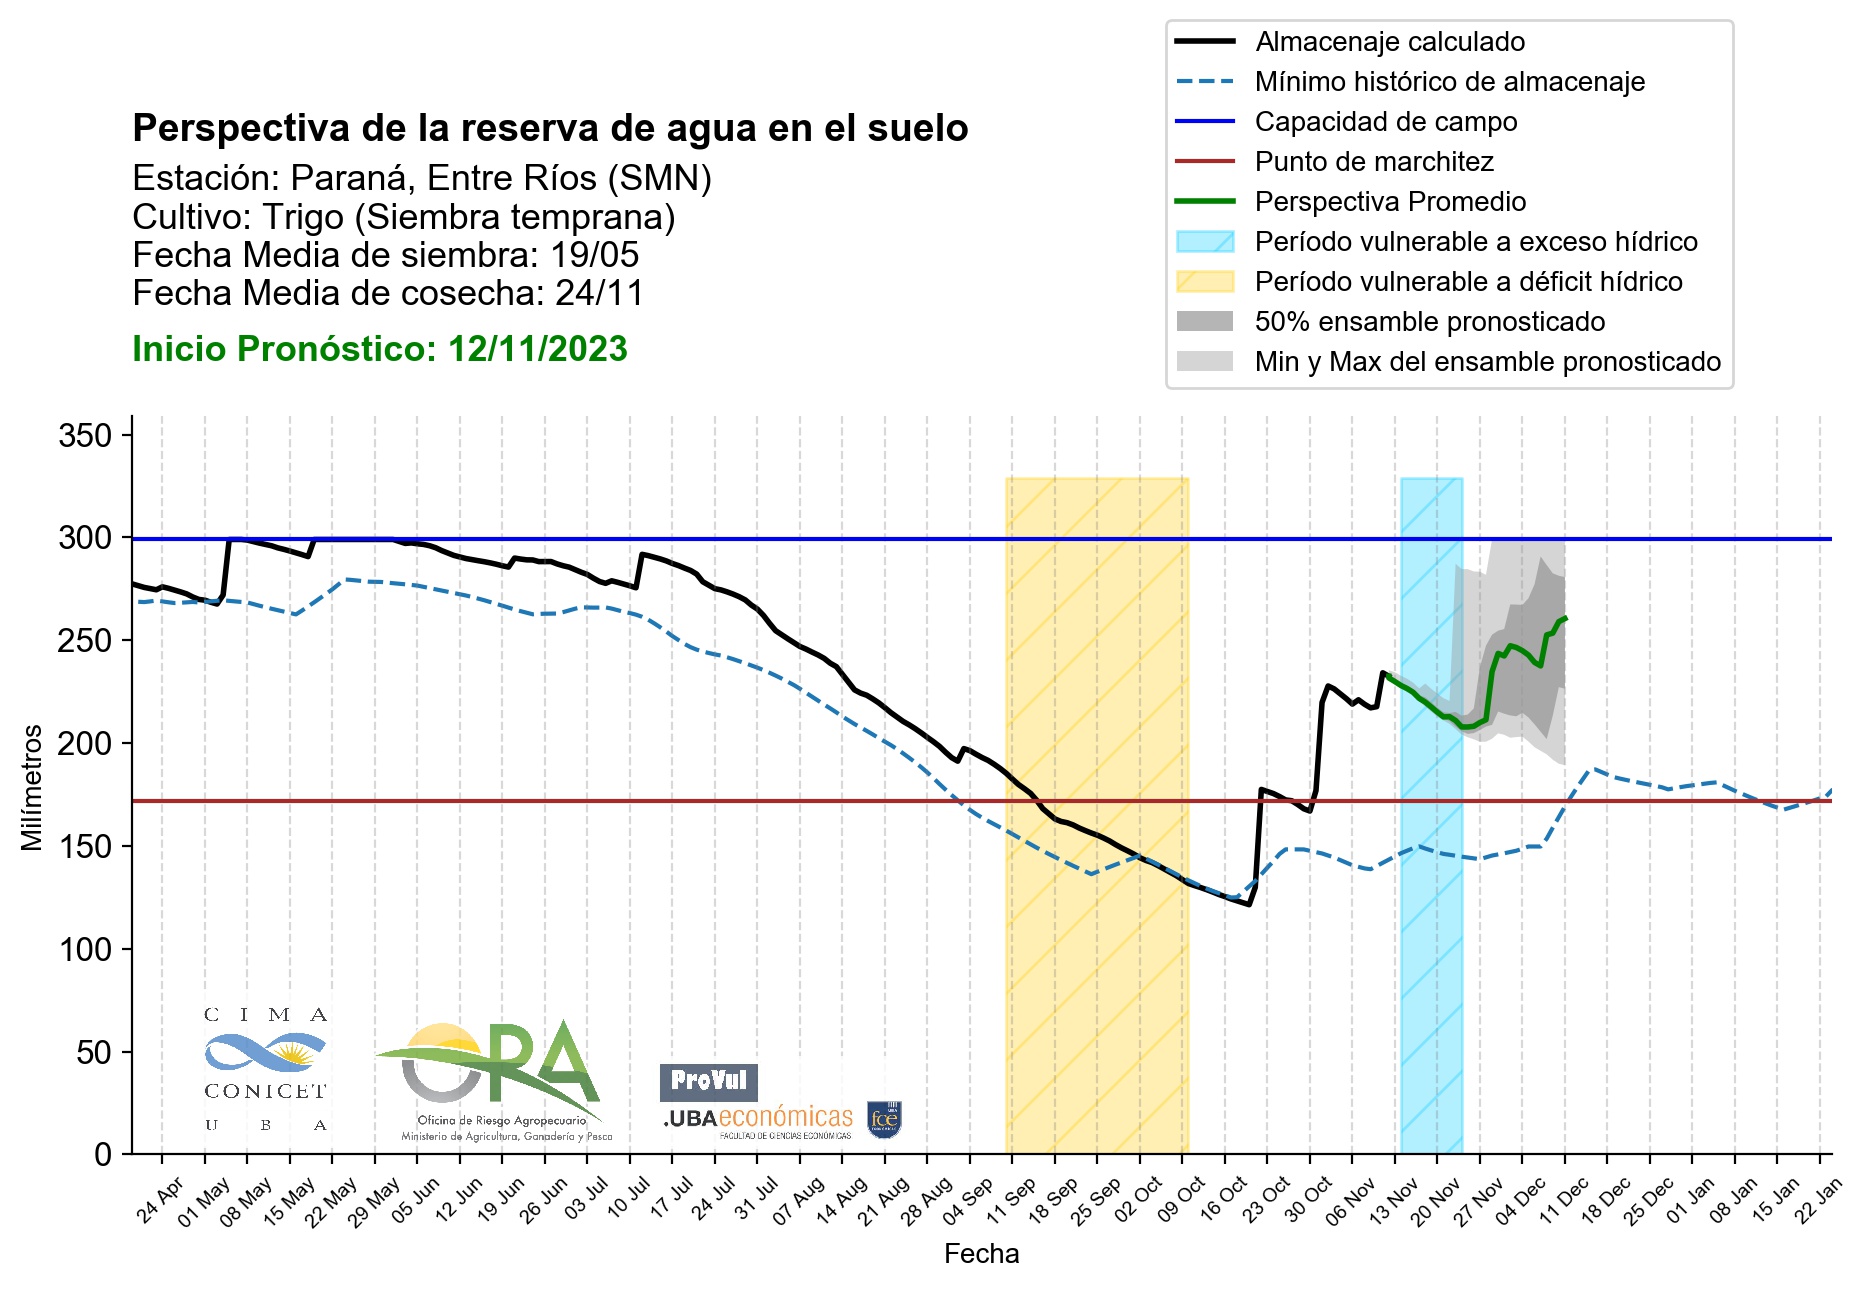 Almacenaje calculado
Mínimo histórico de almacenaje
Capacidad de campo
Punto de marchitez
Perspectiva Promedio
Período vulnerable a exceso hídrico
Período vulnerable a déficit hídrico
50% ensamble pronosticado
Min y Max del ensamble pronosticado
Perspectiva de la reserva de agua en el suelo
Estación: Paraná, Entre Ríos (SMN)
Cultivo: Trigo (Siembra temprana)
Fecha Media de siembra: 19/05
Fecha Media de cosecha: 24/11
Inicio Pronóstico: 12/11/2023
350
300
250
200
150
100
50
0
Milímetros
C I M A
CONICET
U B A
OPA
Oficina de Riesgo Agropecuario
Ministerio de Agricultura, Ganadería y Pesca
ProVul
.UBAeconómicas
FACULTAD DE CIENCIAS ECONÓMICAS
fce
24 Apr
01 May
08 May
15 May
22 May
29 May
05 Jun
12 Jun
19 Jun
26 Jun
03 Jul
10 Jul
17 Jul
24 Jul
31 Jul
07 Aug
14 Aug
21 Aug
28 Aug
04 Sep
11 Sep
18 Sep
25 Sep
02 Oct
09 Oct
16 Oct
23 Oct
30 Oct
06 Nov
13 Nov
20 Nov
27 Nov
04 Dec
11 Dec
18 Dec
25 Dec
01 Jan
08 Jan
15 Jan
22 Jan
Fecha